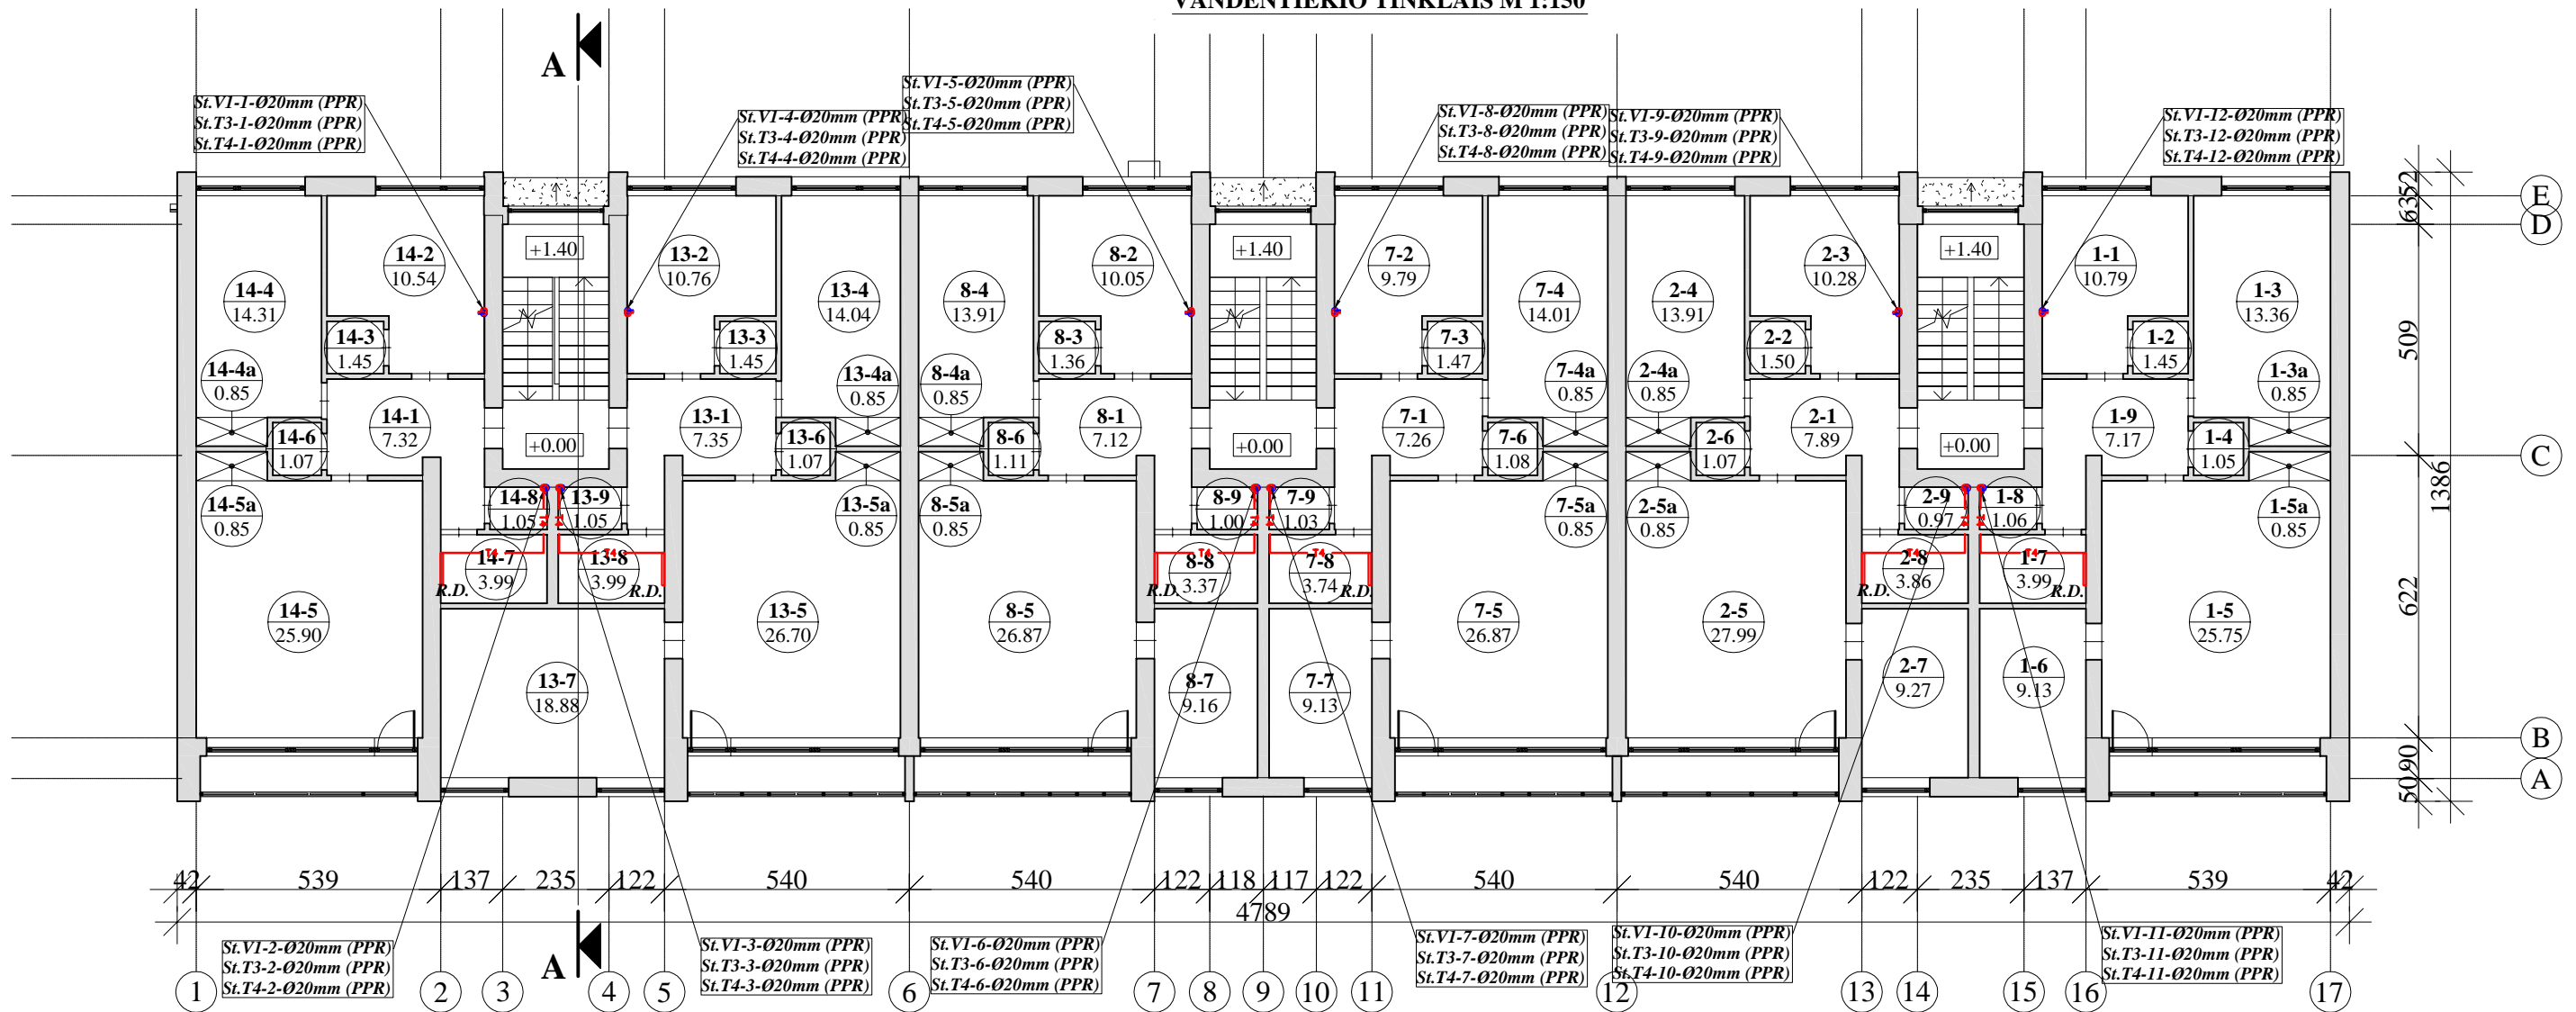 VANDENTIEKIO TINKLAIS M 1:150
A
St.V1-1-Ø20mm (PPR)
St.T3-1-Ø20mm (PPR)
St.T4-1-Ø20mm (PPR)
St.V1-4-Ø20mm (PPR)
St.T3-4-Ø20mm (PPR)
St.T4-4-Ø20mm (PPR)
St.V1-5-Ø20mm (PPR)
St.T3-5-Ø20mm (PPR)
St.T4-5-Ø20mm (PPR)
St.V1-8-Ø20mm (PPR)
St.T3-8-Ø20mm (PPR)
St.T4-8-Ø20mm (PPR)
St.V1-9-Ø20mm (PPR)
St.T3-9-Ø20mm (PPR)
St.T4-9-Ø20mm (PPR)
St.V1-12-Ø20mm (PPR)
St.T3-12-Ø20mm (PPR)
St.T4-12-Ø20mm (PPR)
14-4
14.31
14-2
10.54
+1.40
13-2
10.76
13-4
14.04
8-4
13.91
8-2
10.05
+1.40
7-2
9.79
7-4
14.01
2-4
13.91
2-3
10.28
+1.40
1-1
10.79
1-3
13.36
14-3
1.45
13-3
1.45
8-3
1.36
7-3
1.47
2-2
1.50
1-2
1.45
14-4a
0.85
13-4a
0.85
8-4a
0.85
7-4a
0.85
2-4a
0.85
1-3a
0.85
14-6
1.07
14-1
7.32
+0.00
13-1
7.35
13-6
1.07
8-6
1.11
8-1
7.12
+0.00
7-1
7.26
7-6
1.08
2-6
1.07
2-1
7.89
+0.00
1-9
7.17
1-4
1.05
14-5a
0.85
14-8
1.05
13-9
1.05
13-5a
0.85
8-5a
0.85
8-9
1.00
7-9
1.03
7-5a
0.85
2-5a
0.85
2-9
0.97
1-8
1.06
1-5a
0.85
T4
T4
T4
T4
T4
T4
14-7
3.99
R.D.
13-8
3.99
R.D.
8-8
3.37
R.D.
7-8
3.74
R.D.
2-8
3.86
R.D.
1-7
3.99
R.D.
14-5
25.90
13-5
26.70
8-5
26.87
7-5
26.87
2-5
27.99
1-5
25.75
13-7
18.88
8-7
9.16
7-7
9.13
2-7
9.27
1-6
9.13
E
D
C
B
A
352
6
509
622
90
50
1386
42 539 137 235 122 540 540 122 118 117 122 540 540 122 235 137 539 42
4789
A
St.V1-2-Ø20mm (PPR)
St.T3-2-Ø20mm (PPR)
St.T4-2-Ø20mm (PPR)
St.V1-3-Ø20mm (PPR)
St.T3-3-Ø20mm (PPR)
St.T4-3-Ø20mm (PPR)
St.V1-6-Ø20mm (PPR)
St.T3-6-Ø20mm (PPR)
St.T4-6-Ø20mm (PPR)
St.V1-7-Ø20mm (PPR)
St.T3-7-Ø20mm (PPR)
St.T4-7-Ø20mm (PPR)
St.V1-10-Ø20mm (PPR)
St.T3-10-Ø20mm (PPR)
St.T4-10-Ø20mm (PPR)
St.V1-11-Ø20mm (PPR)
St.T3-11-Ø20mm (PPR)
St.T4-11-Ø20mm (PPR)
1 2 3 4 5 6 7 8 9 10 11 12 13 14 15 16 17